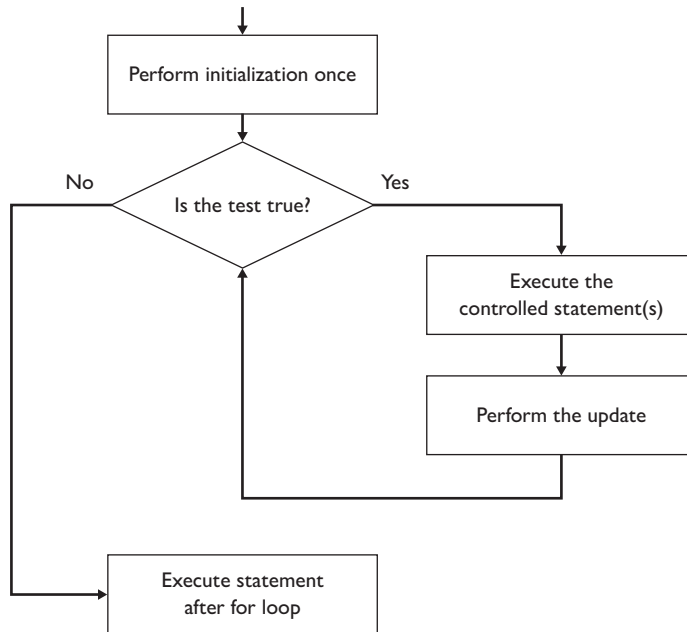 Perform initialization once
No
Yes
Is the test true?
Execute the
controlled statement(s)
Perform the update
Execute statement
after for loop